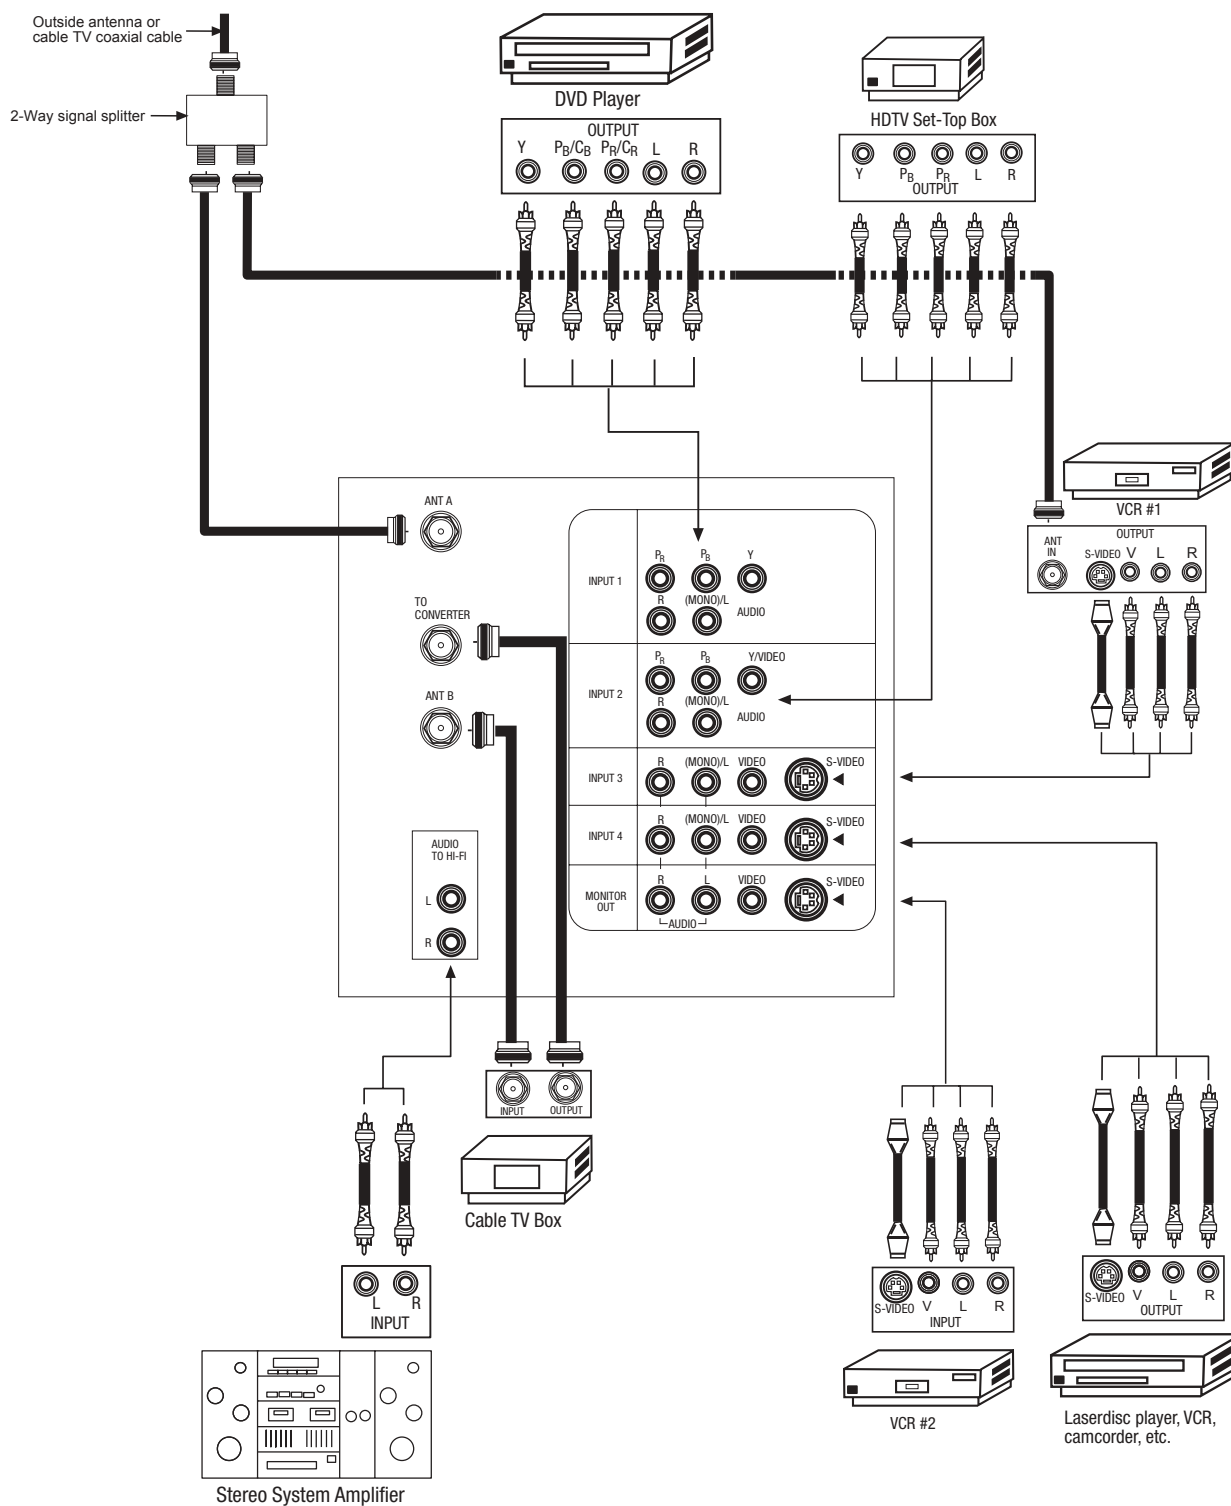 Outside antenna or
cable TV coaxial cable
2-Way signal splitter
DVD Player
OUTPUT
Y PB/CB PR/CR L R
HDTV Set-Top Box
Y PB PR L R
OUTPUT
VCR #1
OUTPUT
ANT
IN
S-VIDEO V L R
ANT A
TO
CONVERTER
ANT B
AUDIO
TO HI-FI
L
R
INPUT 1
PR PB Y
R (MONO)/L AUDIO
INPUT 2
PR PB Y/VIDEO
R (MONO)/L AUDIO
INPUT 3
R (MONO)/L VIDEO S-VIDEO
INPUT 4
R (MONO)/L VIDEO S-VIDEO
MONITOR
OUT
R L VIDEO S-VIDEO
AUDIO
INPUT OUTPUT
Cable TV Box
L R
INPUT
Stereo System Amplifier
S-VIDEO V L R
INPUT
VCR #2
S-VIDEO V L R
OUTPUT
Laserdisc player, VCR,
camcorder, etc.